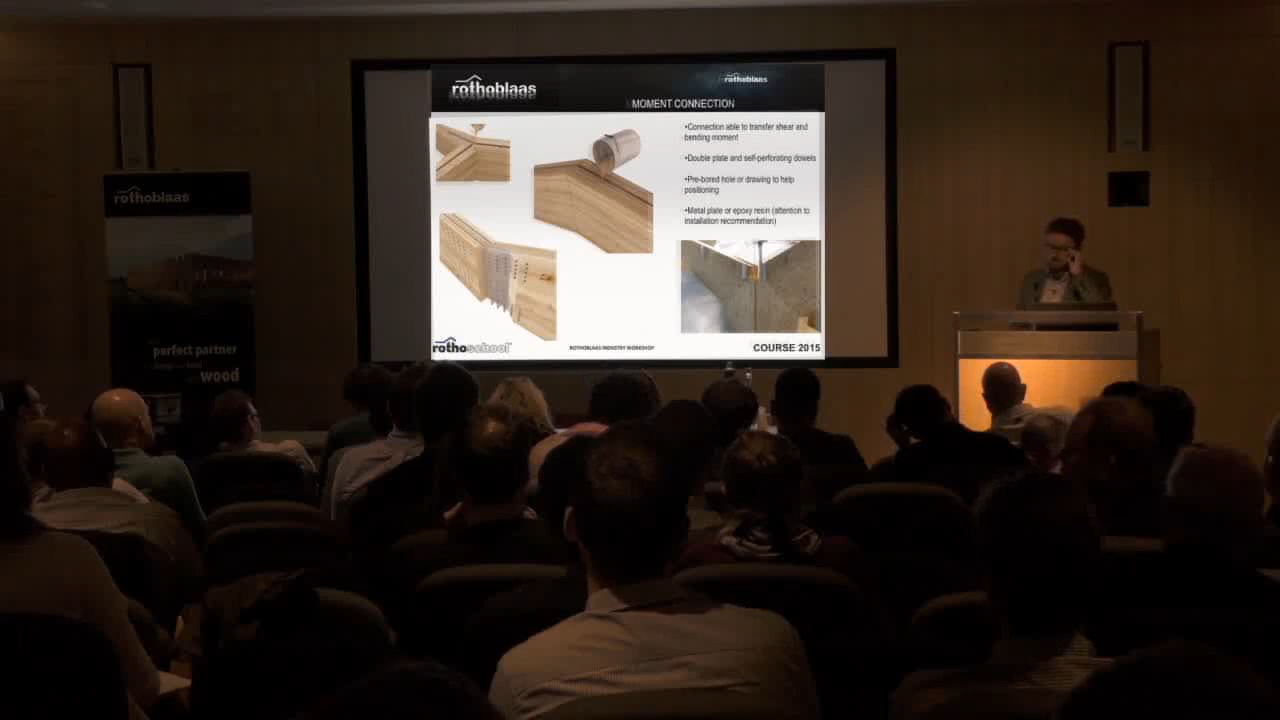 rothoblaas
rothoblaas
MOMENT CONNECTION
•Connection able to transfer shear and
bending moment
•Double plate and self-perforating dowels
•Pre-bored hole or drawing to help
positioning
•Metal plate or epoxy resin (attention to
installation recommendation)
rothoschool
ROTHOBLAAS INDUSTRY WORKSHOP
COURSE 2015
rothoblaas
perfect partner
wood